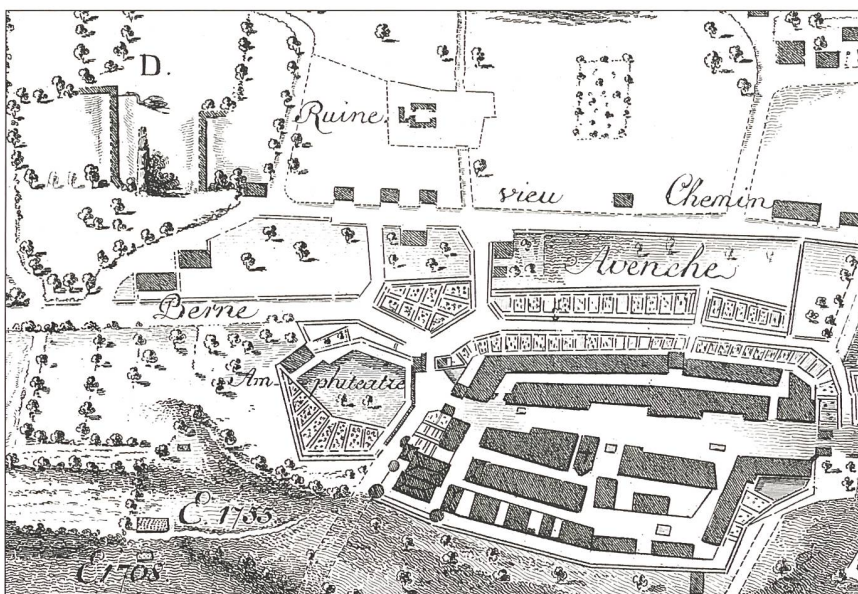 D.
Ruine.
vieu Chemin
Avenche
Berne
Amphiteatre
E 1755
E 1708